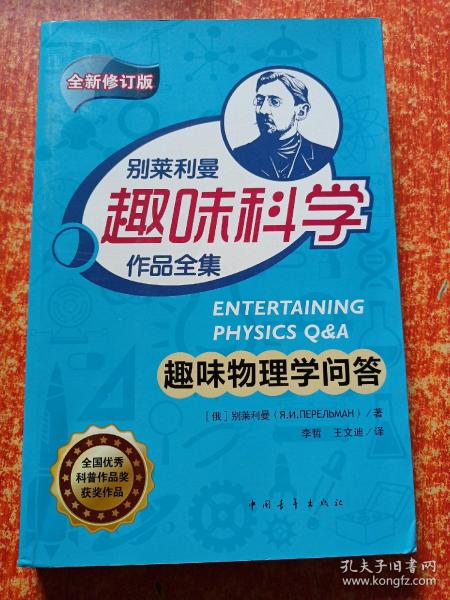 全新修订版
别莱利曼
趣味科学
作品全集
ENTERTAINING
PHYSICS Q&A
趣味物理学问答
[俄] 别莱利曼 (Я.И.ПЕРЕЛЬМАН) / 著
李哲 王文迪 / 译
全国优秀
科普作品奖
获奖作品
中国青年出版社
孔夫子旧书网
www.kongfz.com